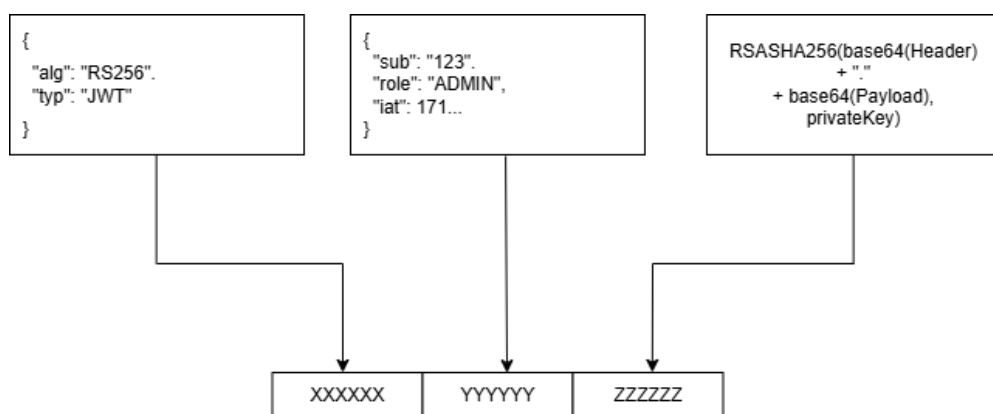 {
"alg": "RS256".
"typ": "JWT"
}
{
"sub": "123".
"role": "ADMIN",
"iat": 171...
}
RSASHA256(base64(Header)
+ "."
+ base64(Payload),
privateKey)
XXXXXX
YYYYYY
ZZZZZZ